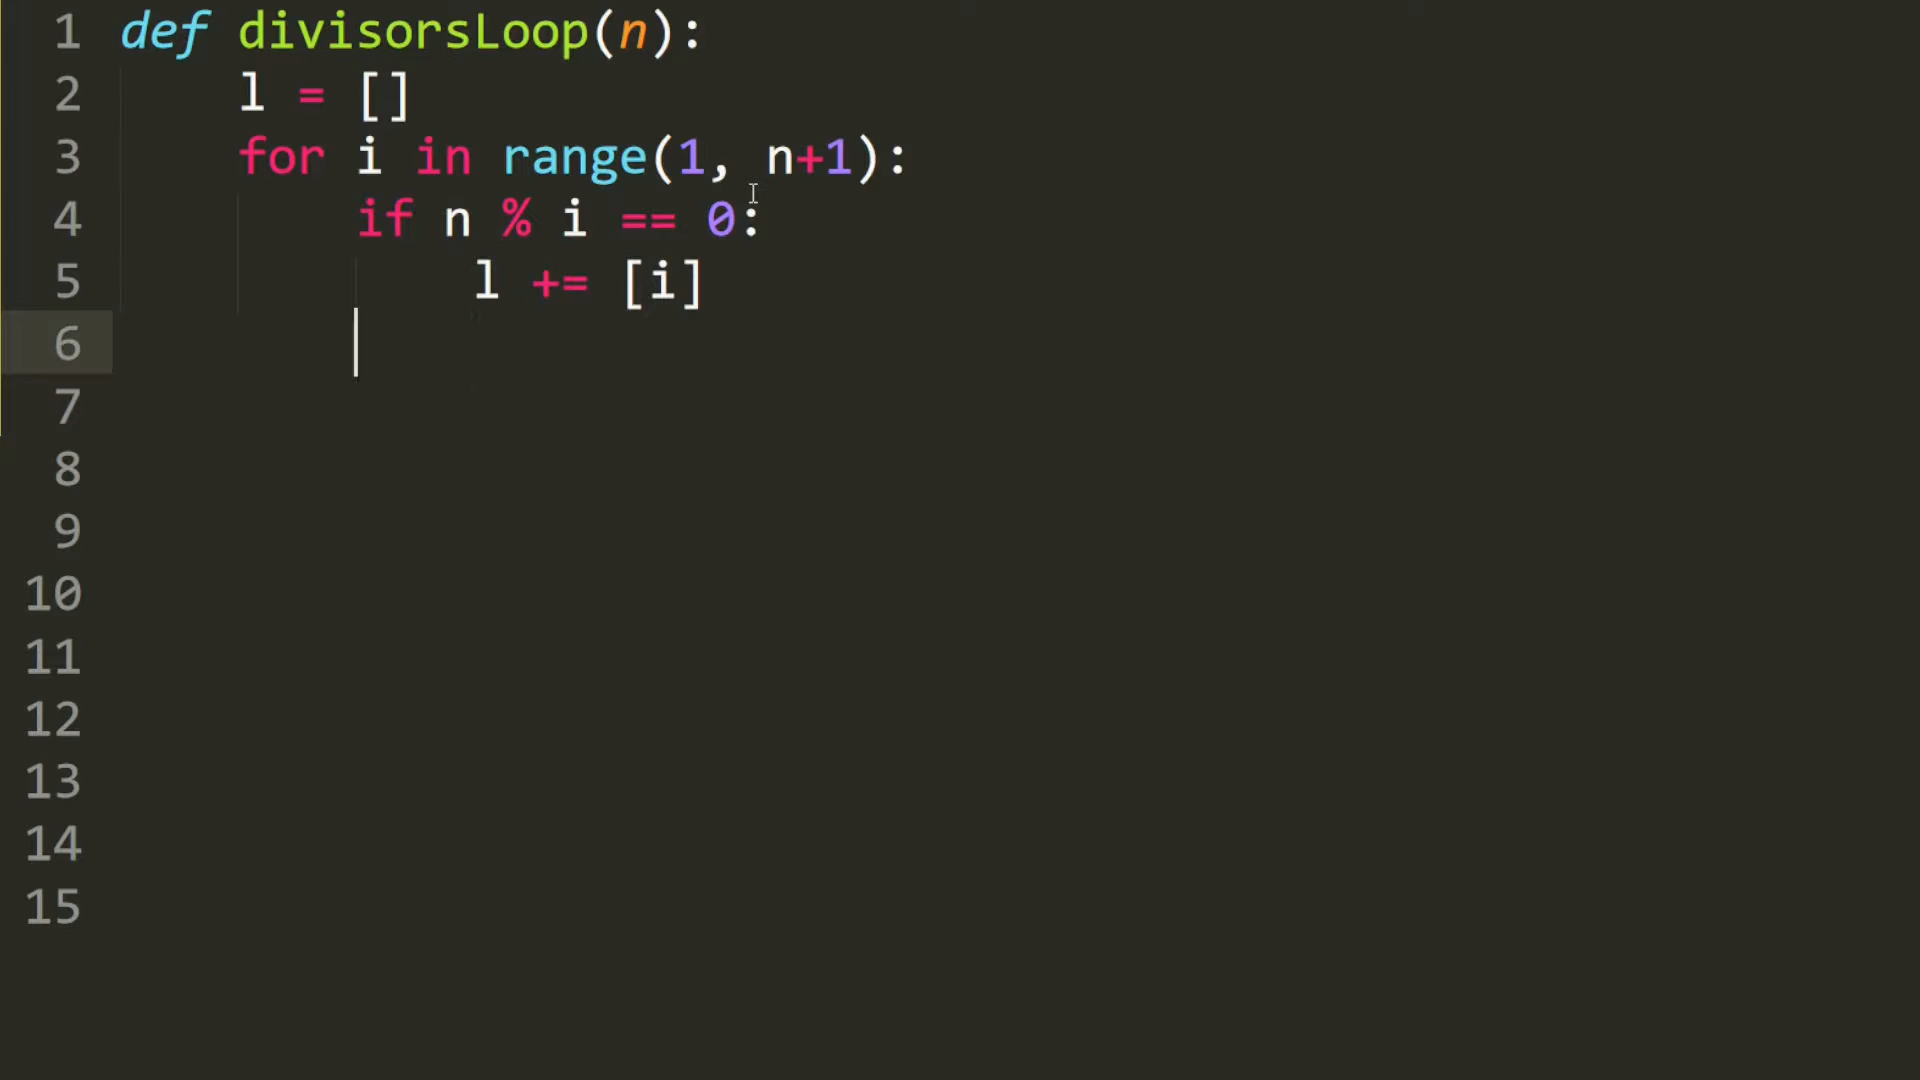 1 def divisorsLoop(n):
2     l = []
3     for i in range(1, n+1):
4         if n % i == 0:
5             l += [i]
6
7
8
9
10
11
12
13
14
15